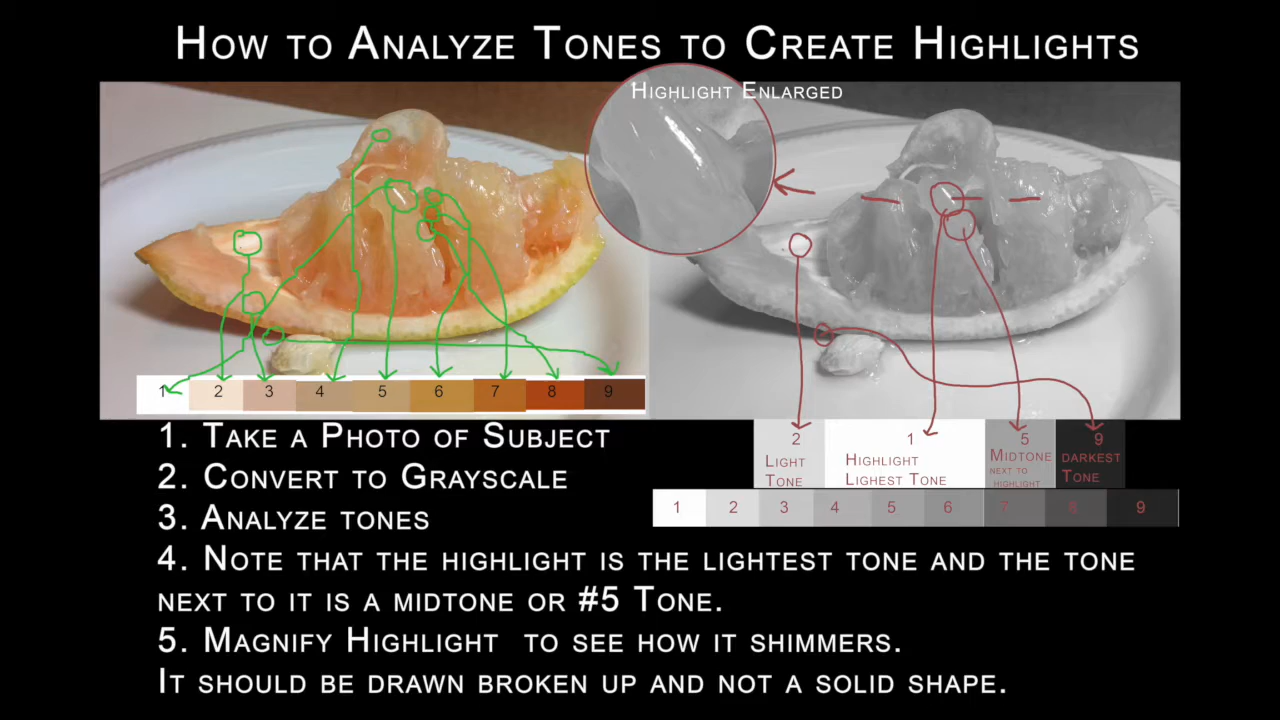 How to Analyze Tones to Create Highlights
Highlight Enlarged
1 2 3 4 5 6 7 8 9
2 Light Tone
1 Highlight Lighest Tone
5 Midtone next to highlight
9 Darkest Tone
1 2 3 4 5 6 7 8 9
1. Take a Photo of Subject
2. Convert to Grayscale
3. Analyze tones
4. Note that the highlight is the lightest tone and the tone
next to it is a midtone or #5 Tone.
5. Magnify Highlight to see how it shimmers.
It should be drawn broken up and not a solid shape.